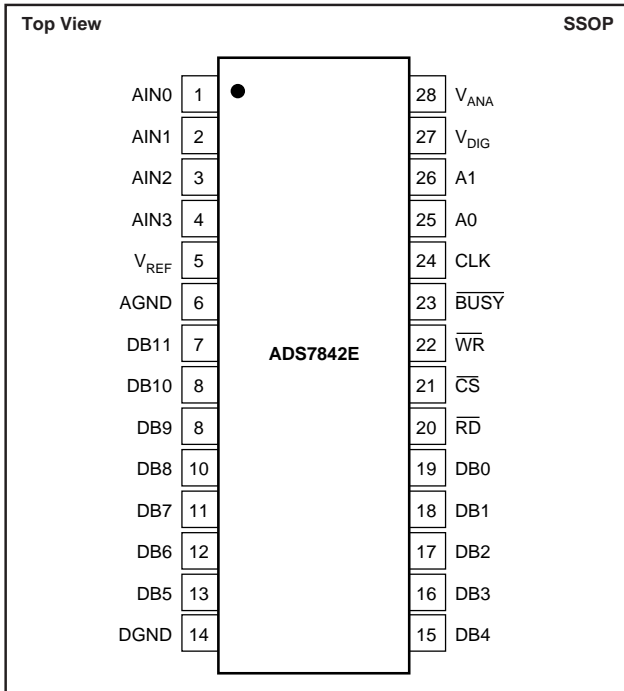 Top View SSOP
AIN0 1 28 VANA
AIN1 2 27 VDIG
AIN2 3 26 A1
AIN3 4 25 A0
VREF 5 24 CLK
AGND 6 23 BUSY
DB11 7 22 WR
ADS7842E
DB10 8 21 CS
DB9 8 20 RD
DB8 10 19 DB0
DB7 11 18 DB1
DB6 12 17 DB2
DB5 13 16 DB3
DGND 14 15 DB4